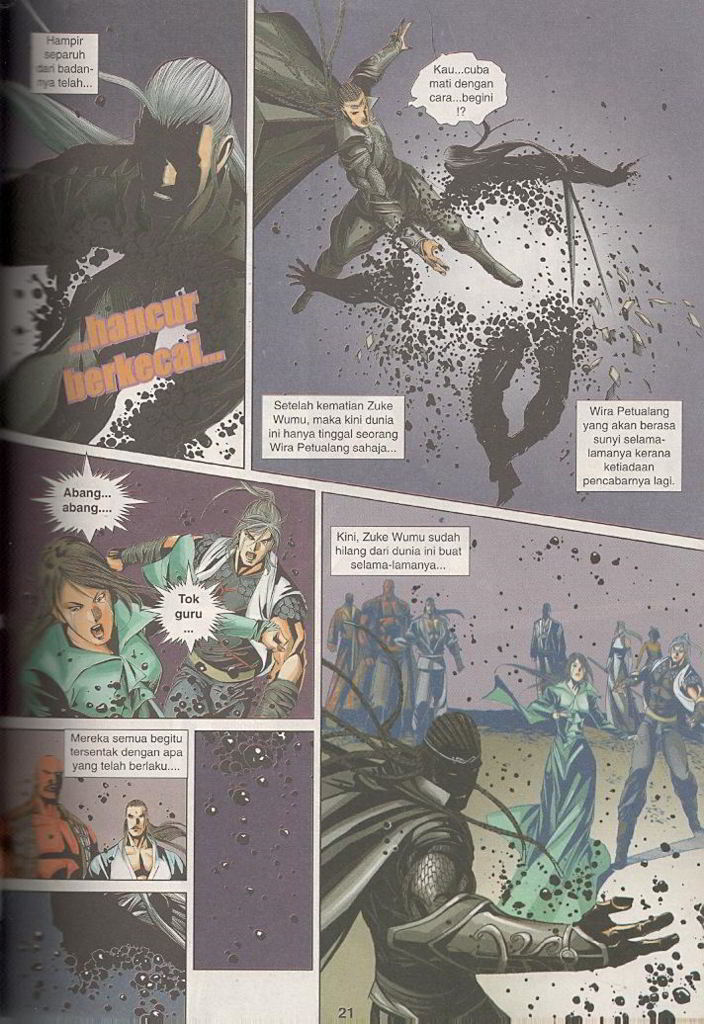 Hampir
separuh
dari badan-
nya telah...
...hancur
berkecai...
Kau...cuba
mati dengan
cara...begini
!?
Setelah kematian Zuke
Wumu, maka kini dunia
ini hanya tinggal seorang
Wira Petualang sahaja...
Wira Petualang
yang akan berasa
sunyi selama-
lamanya kerana
ketiadaan
pencabarnya lagi.
Abang...
abang....
Tok
guru
...
Kini, Zuke Wumu sudah
hilang dari dunia ini buat
selama-lamanya...
Mereka semua begitu
tersentak dengan apa
yang telah berlaku....
21